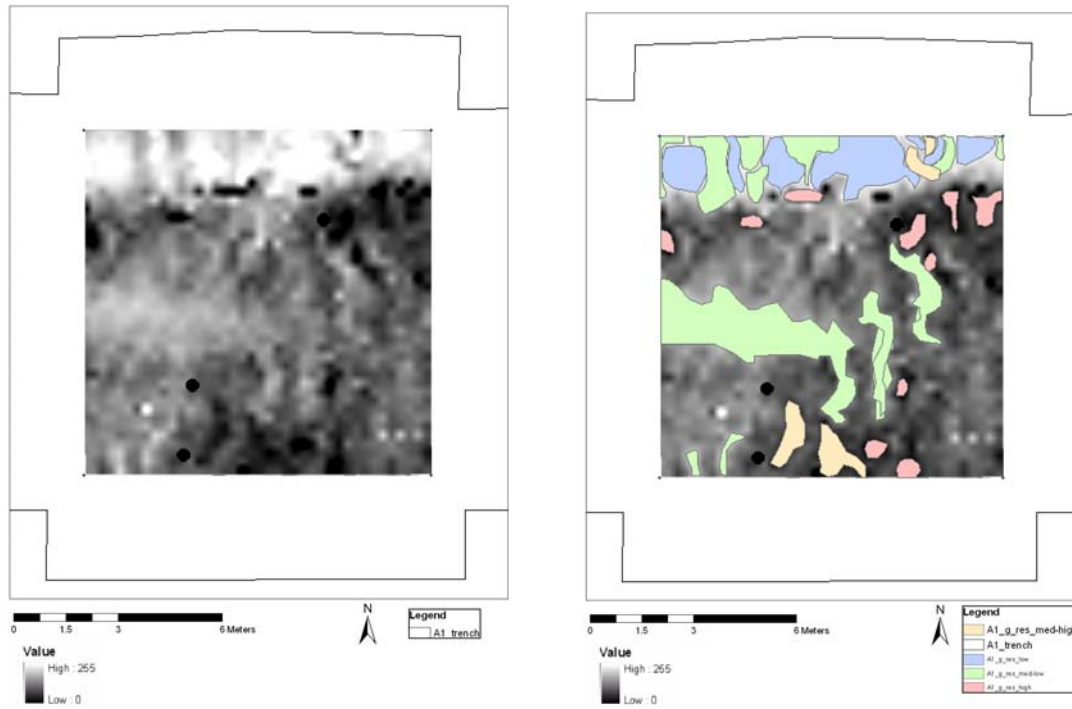 0 1.5 3 6 Meters
N
Legend
A1_trench
Value
High : 255
Low : 0
0 1.5 3 6 Meters
N
Value
High : 255
Low : 0
Legend
A1_g_res_med-hig
A1_trench
A1_g_res_low
A1_g_res_med-low
A1_g_res_high